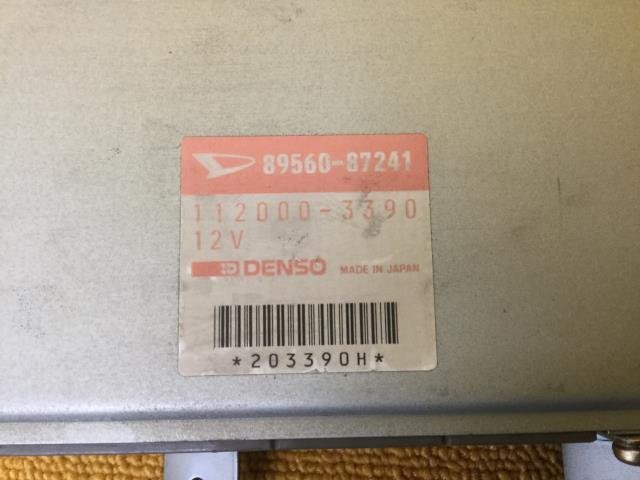 89560-87241
112000-3390
12V
DENSO MADE IN JAPAN
*203390H*